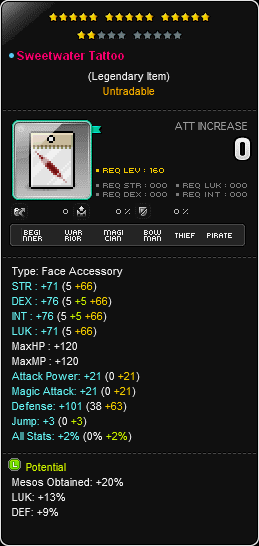 Sweetwater Tattoo
(Legendary Item)
Untradable
ATT INCREASE
0
REQ LEV : 160
REQ STR : 000 REQ LUK : 000
REQ DEX : 000 REQ INT : 000
0 0 % 0 %
BEGINNER WARRIOR MAGICIAN BOWMAN THIEF PIRATE
Type: Face Accessory
STR : +71 (5 +66)
DEX : +76 (5 +5 +66)
INT : +76 (5 +5 +66)
LUK : +71 (5 +66)
MaxHP : +120
MaxMP : +120
Attack Power: +21 (0 +21)
Magic Attack: +21 (0 +21)
Defense: +101 (38 +63)
Jump: +3 (0 +3)
All Stats: +2% (0% +2%)
L Potential
Mesos Obtained: +20%
LUK: +13%
DEF: +9%